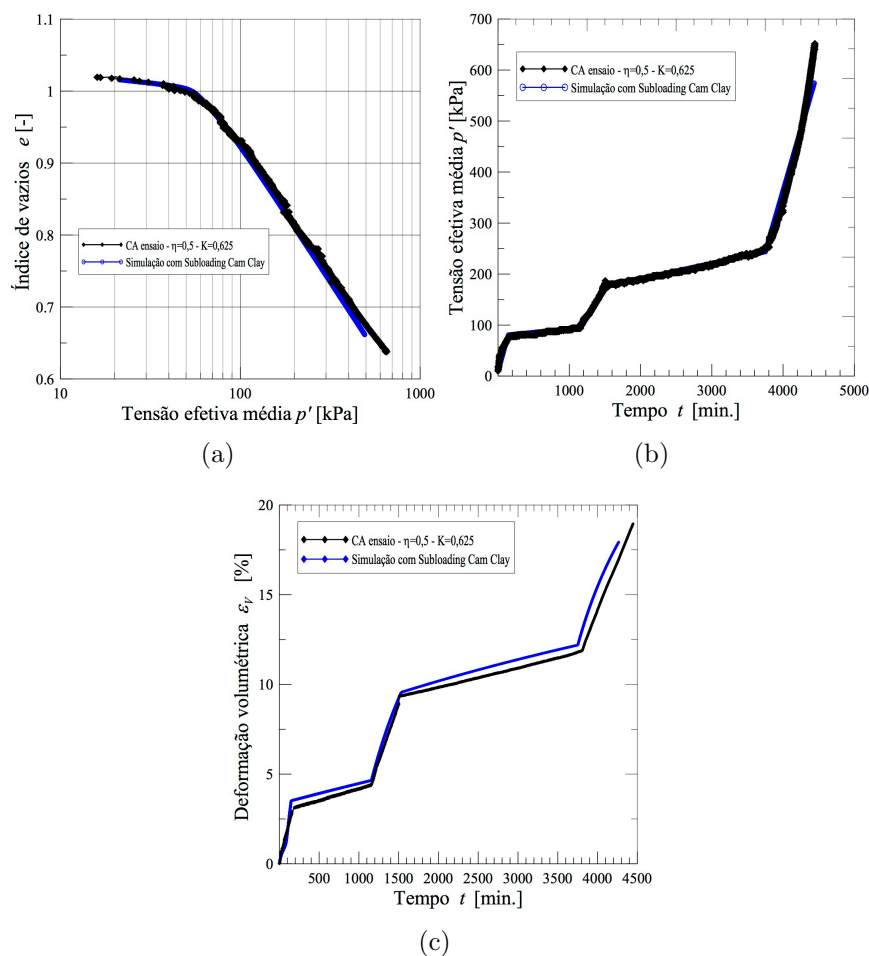 1.1
1
0.9
0.8
0.7
0.6
10
100
1000
Índice de vazios e [-]
CA ensaio - η=0,5 - K=0,625
Simulação com Subloading Cam Clay
Tensão efetiva média p' [kPa]
(a)
700
600
500
400
300
200
100
0
1000
2000
3000
4000
5000
Tensão efetiva média p' [kPa]
CA ensaio - η=0,5 - K=0,625
Simulação com Subloading Cam Clay
Tempo t [min.]
(b)
20
15
10
5
0
500
1000
1500
2000
2500
3000
3500
4000
4500
Deformação volumétrica εV [%]
CA ensaio - η=0,5 - K=0,625
Simulação com Subloading Cam Clay
Tempo t [min.]
(c)